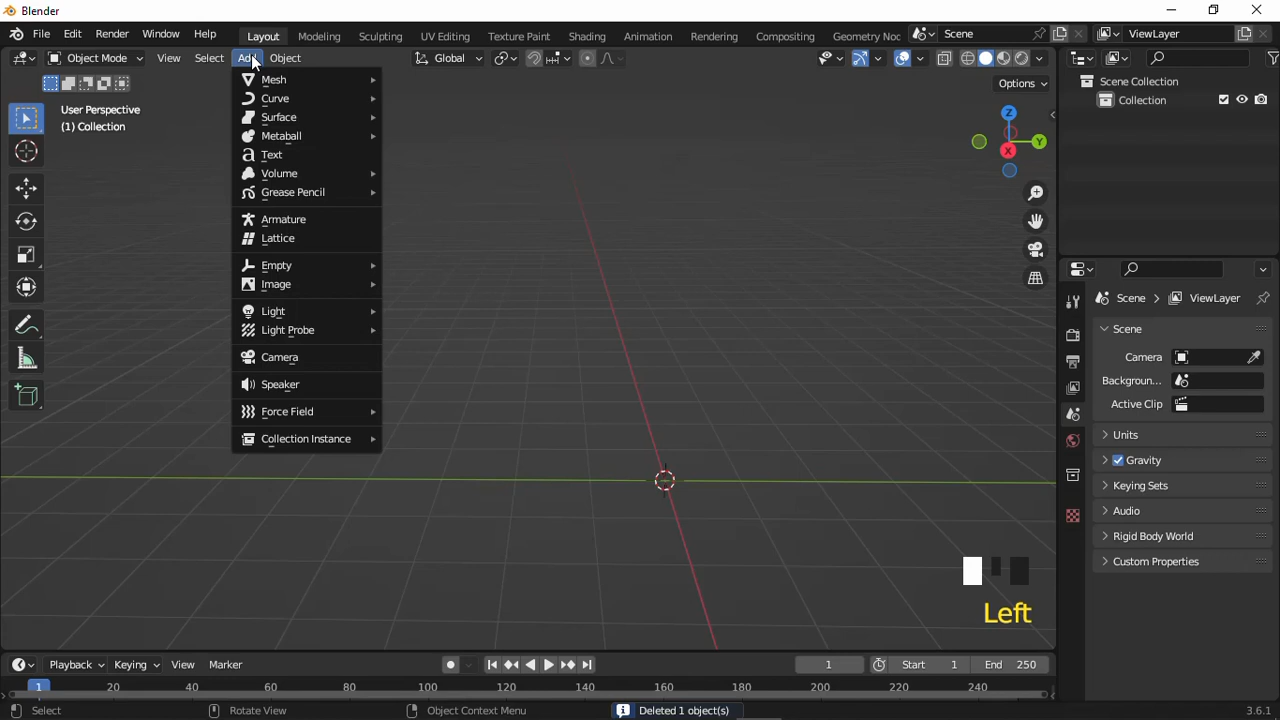 Blender
File Edit Render Window Help Layout Modeling Sculpting UV Editing Texture Paint Shading Animation Rendering Compositing Geometry Noc Scene ViewLayer
Object Mode View Select Add Object Global
Options
User Perspective
(1) Collection
Mesh
Curve
Surface
Metaball
Text
Volume
Grease Pencil
Armature
Lattice
Empty
Image
Light
Light Probe
Camera
Speaker
Force Field
Collection Instance
Z
Y
X
Left
Scene Collection
Collection
Scene > ViewLayer
Scene
Camera
Backgroun...
Active Clip
Units
Gravity
Keying Sets
Audio
Rigid Body World
Custom Properties
Playback Keying View Marker 1 Start 1 End 250
1 20 40 60 80 100 120 140 160 180 200 220 240
Select Rotate View Object Context Menu Deleted 1 object(s) 3.6.1